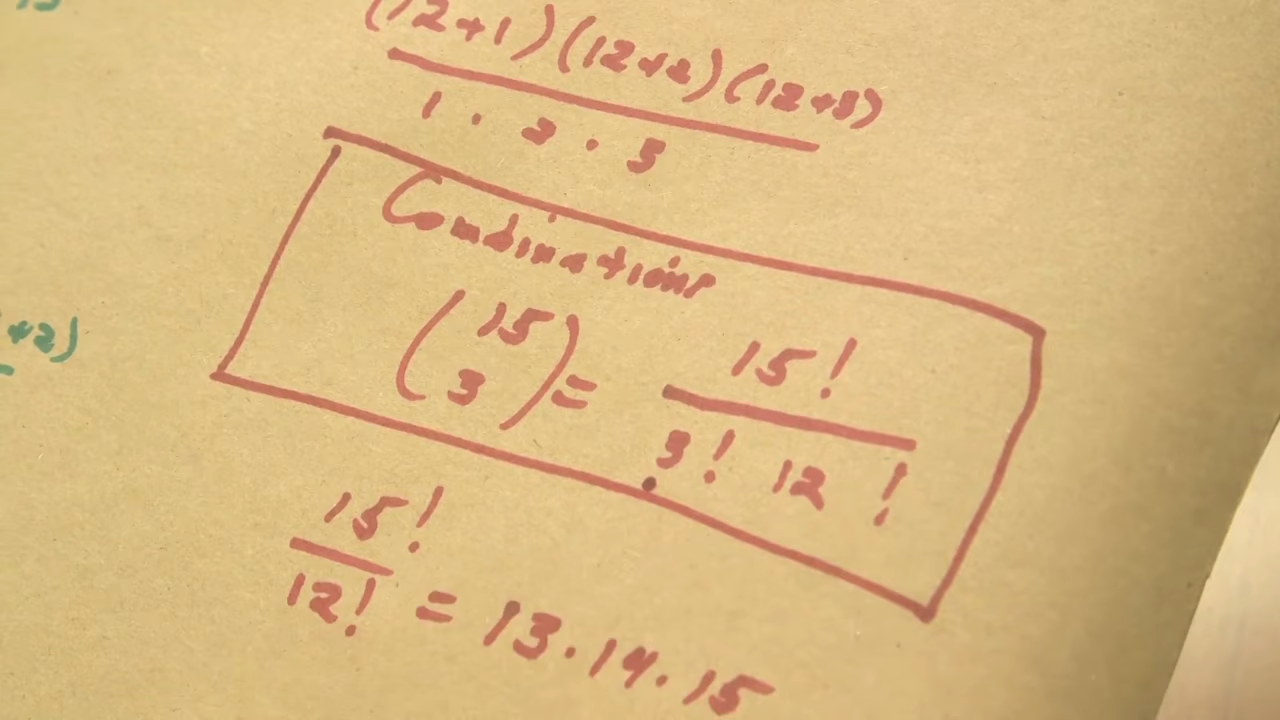 (12+1)(12+2)(12+3)
1 . 2 . 3
+2)
Combinations
(15
3) =
15!
3! 12!
15!
12! = 13.14.15